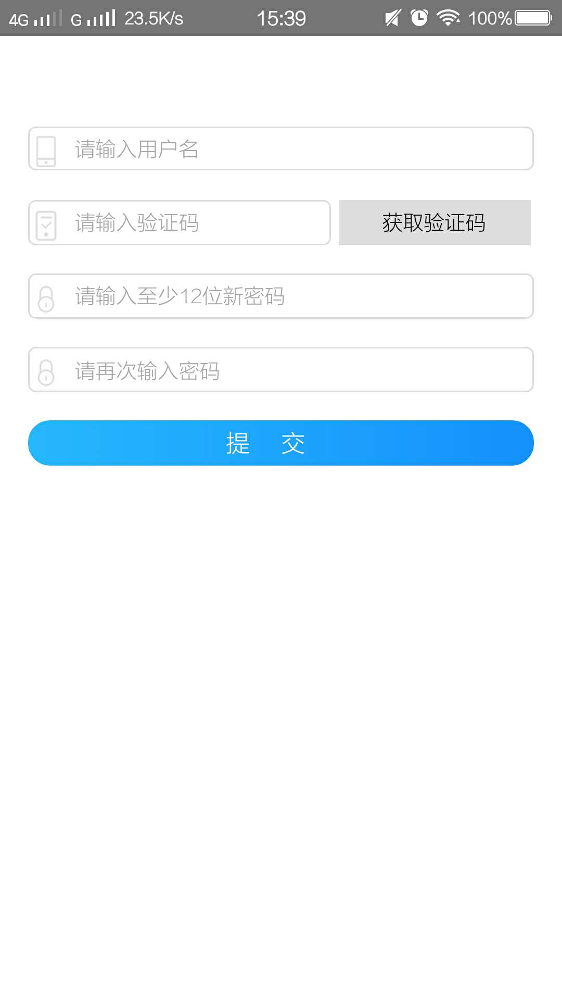 4G G 23.5K/s 15:39 100%
请输入用户名
请输入验证码 获取验证码
请输入至少12位新密码
请再次输入密码
提 交